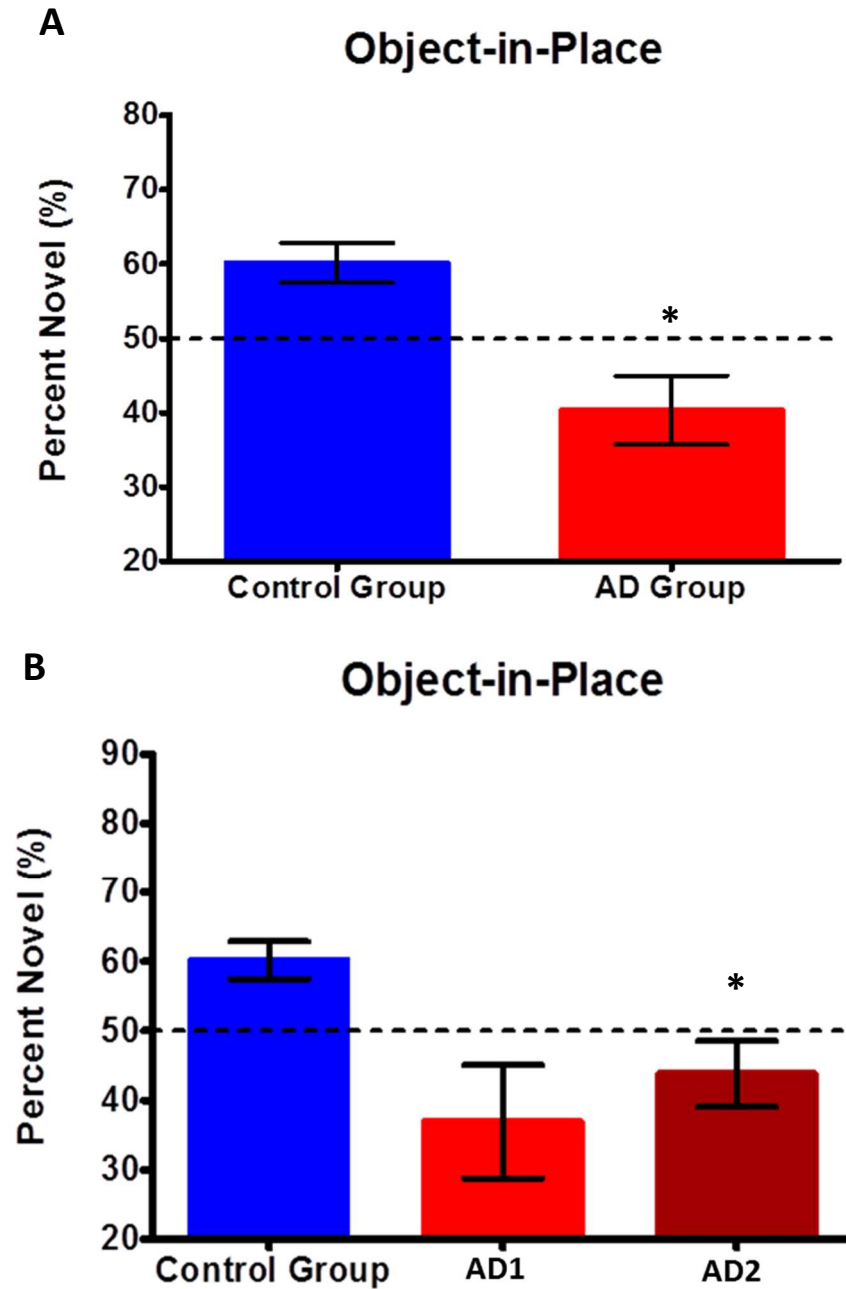 A
Object-in-Place
Percent Novel (%)
80
70
60
50
40
30
20
*
Control Group
AD Group
B
Object-in-Place
Percent Novel (%)
90
80
70
60
50
40
30
20
*
Control Group
AD1
AD2